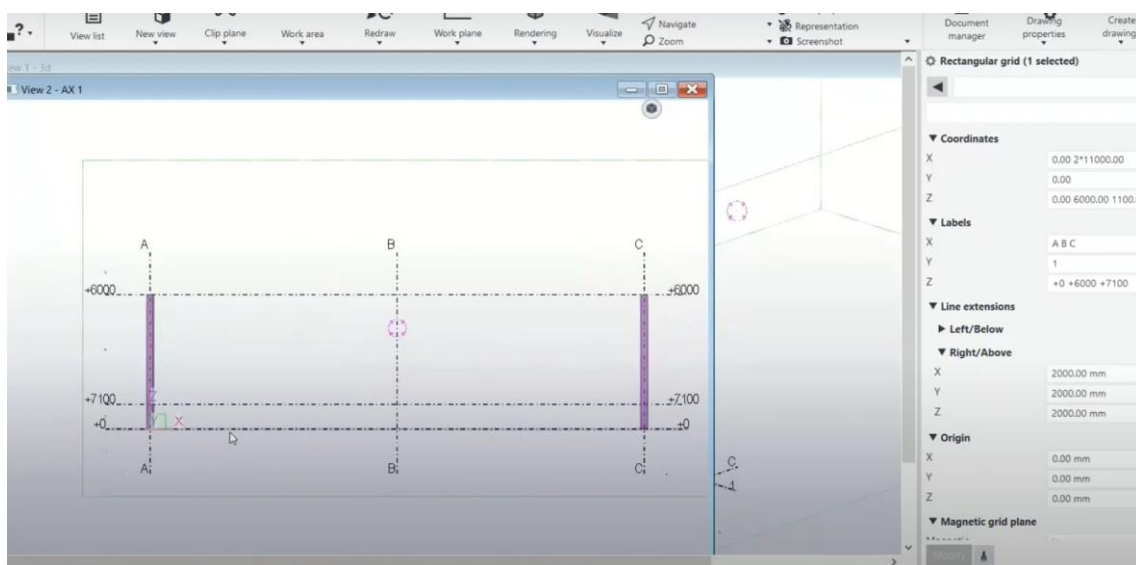 View list
New view
Clip plane
Work area
Redraw
Work plane
Rendering
Visualize
Navigate
Zoom
Representation
Screenshot
Document manager
Drawing properties
Create drawing
View 2 - AX 1
A
B
C
+6000
+6000
+7100
+7100
+0
+0
Z
Y
X
A
B
C
C
1
Rectangular grid (1 selected)
Coordinates
X 0.00 2*11000.00
Y 0.00
Z 0.00 6000.00 1100.
Labels
X A B C
Y 1
Z +0 +6000 +7100
Line extensions
Left/Below
Right/Above
X 2000.00 mm
Y 2000.00 mm
Z 2000.00 mm
Origin
X 0.00 mm
Y 0.00 mm
Z 0.00 mm
Magnetic grid plane
Modify